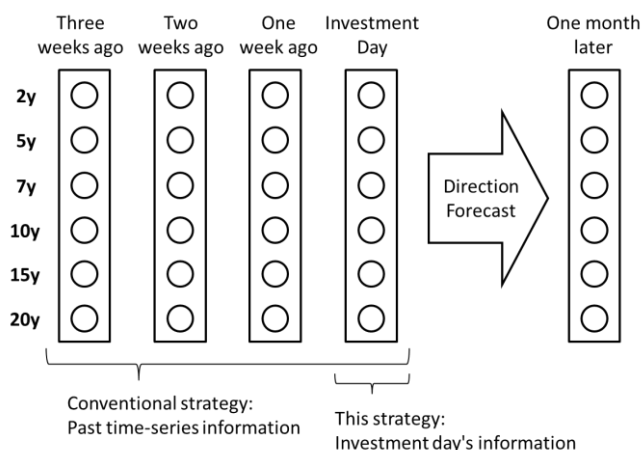 Three
weeks ago
Two
weeks ago
One
week ago
Investment
Day
One month
later
2y
5y
7y
10y
15y
20y
Direction
Forecast
Conventional strategy:
Past time-series information
This strategy:
Investment day's information